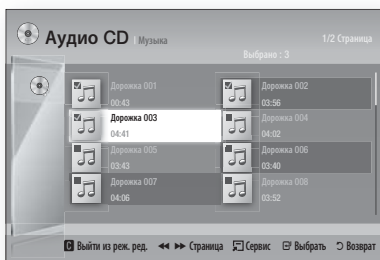 Аудио CD | Музыка
1/2 Страница
Выбрано : 3
Дорожка 001
00:43
Дорожка 002
03:56
Дорожка 003
04:41
Дорожка 004
04:02
Дорожка 005
03:43
Дорожка 006
03:40
Дорожка 007
04:06
Дорожка 008
03:52
C Выйти из реж. ред. Страница Сервис Выбрать Возврат